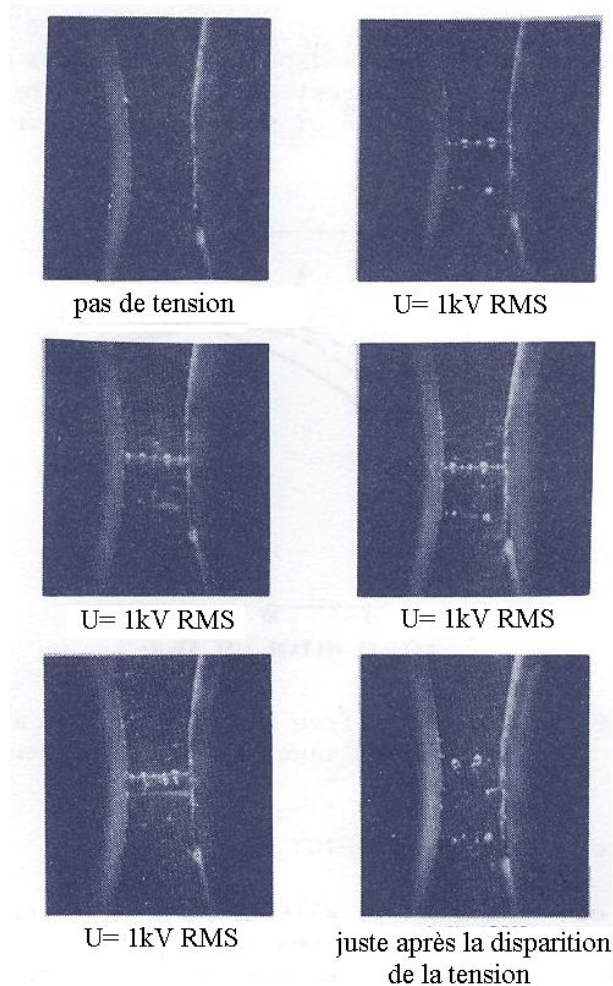 pas de tension
U= 1kV RMS
U= 1kV RMS
U= 1kV RMS
U= 1kV RMS
juste après la disparition
de la tension